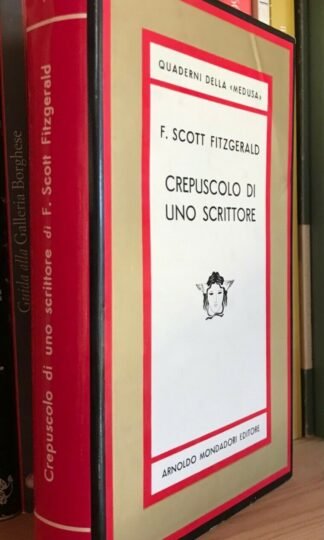 QUADERNI DELLA «MEDUSA»
F. SCOTT FITZGERALD
CREPUSCOLO DI
UNO SCRITTORE
ARNOLDO MONDADORI EDITORE
Crepuscolo di uno scrittore di F. Scott Fitzgerald
Guida alla Galleria Borghese